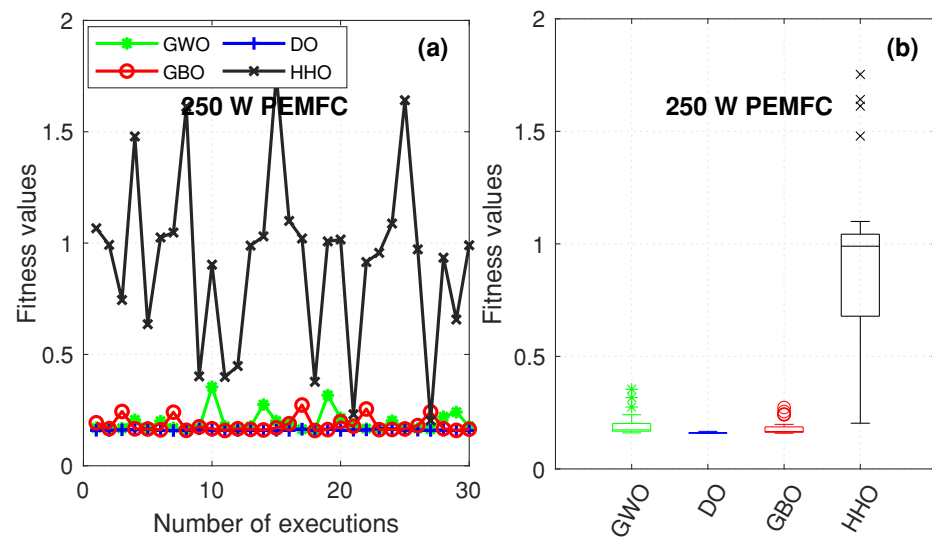 2
(a)
GWO
DO
GBO
HHO
250 W PEMFC
1.5
1
0.5
0
Fitness values
0
10
20
30
Number of executions
2
(b)
250 W PEMFC
1.5
1
0.5
0
Fitness values
GWO
DO
GBO
HHO